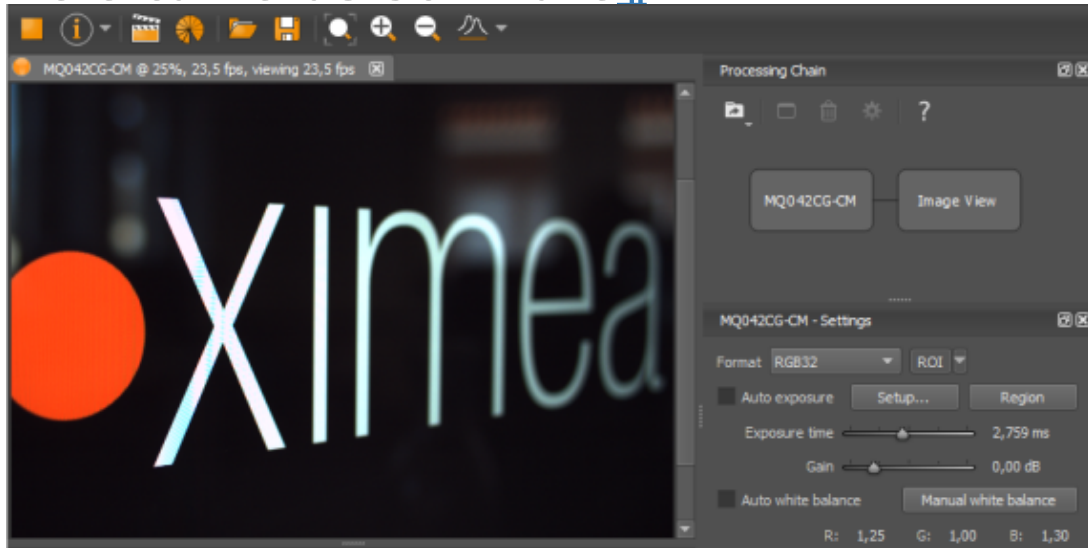 MQ042CG-CM @ 25%, 23,5 fps, viewing 23,5 fps
Processing Chain
?
MQ042CG-CM
Image View
ximea
MQ042CG-CM - Settings
Format RGB32 ROI
Auto exposure Setup... Region
Exposure time 2,759 ms
Gain 0,00 dB
Auto white balance Manual white balance
R: 1,25 G: 1,00 B: 1,30